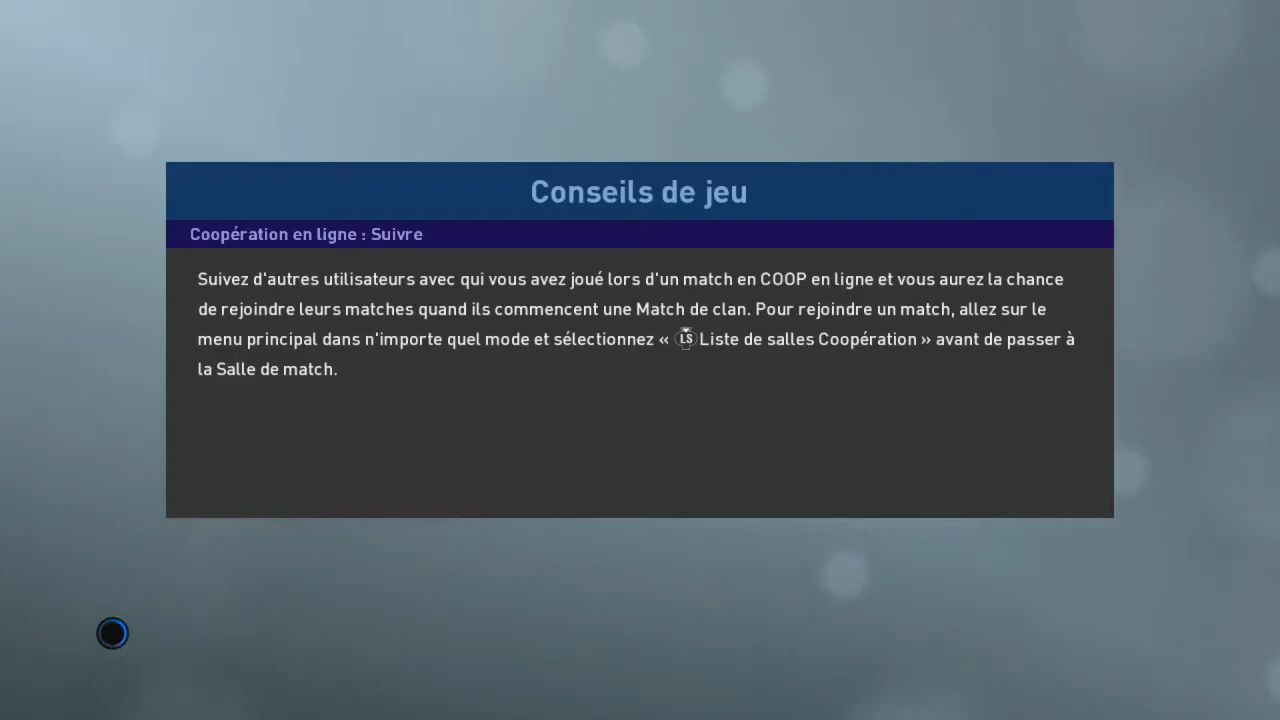 Conseils de jeu
Coopération en ligne : Suivre
Suivez d'autres utilisateurs avec qui vous avez joué lors d'un match en COOP en ligne et vous aurez la chance
de rejoindre leurs matches quand ils commencent une Match de clan. Pour rejoindre un match, allez sur le
menu principal dans n'importe quel mode et sélectionnez « LS Liste de salles Coopération » avant de passer à
la Salle de match.